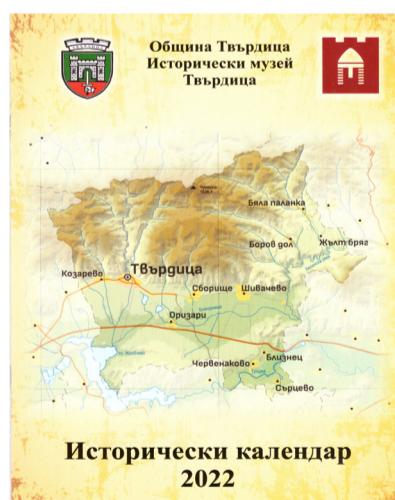 Община Твърдица
Исторически музей
Твърдица
Бяла паланка
Боров дол
Жълт бряг
Козарево
Твърдица
Сборище
Шивачево
Оризари
Близнец
Червенаково
Сърцево
Исторически календар
2022